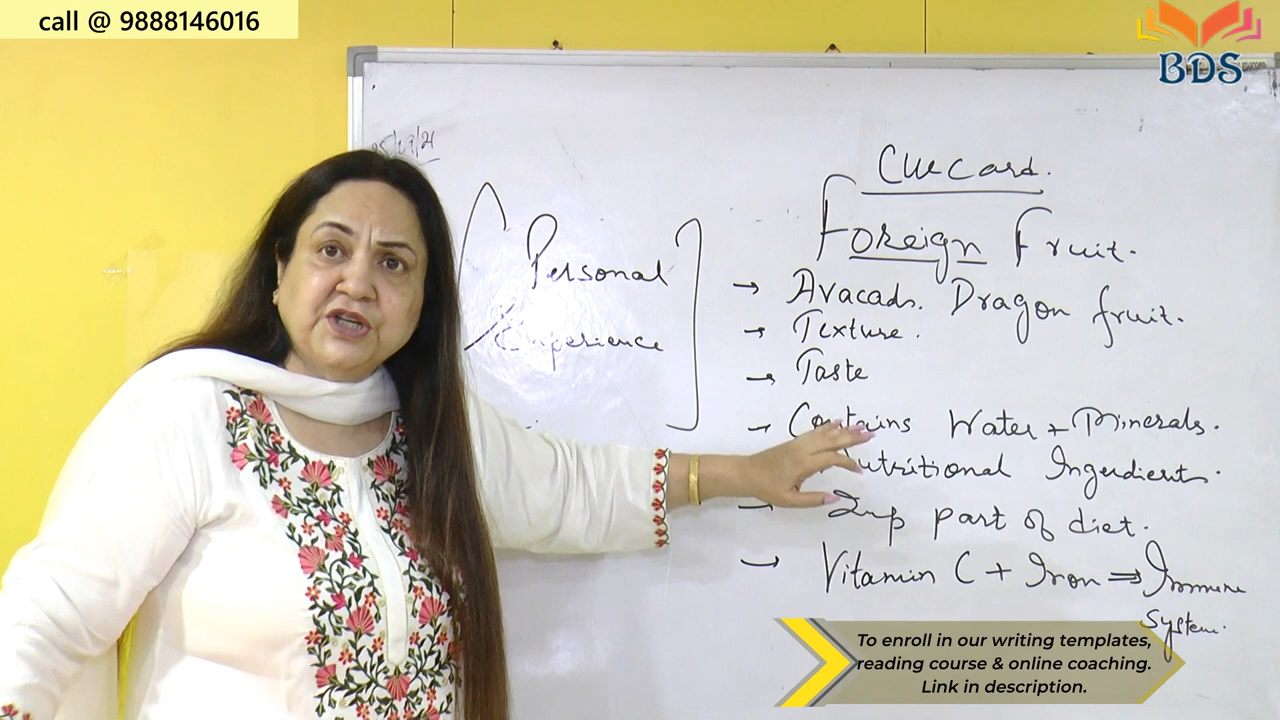 call @ 9888146016
BDS
Cue Card.
Foreign Fruit.
→ Avacado. Dragon fruit.
→ Texture.
→ Taste
→ Contains Water + Minerals.
Nutritional Ingredients.
Imp part of diet.
→ Vitamin C + Iron ⇒ Immune
System.
Personal
Experience
To enroll in our writing templates,
reading course & online coaching.
Link in description.